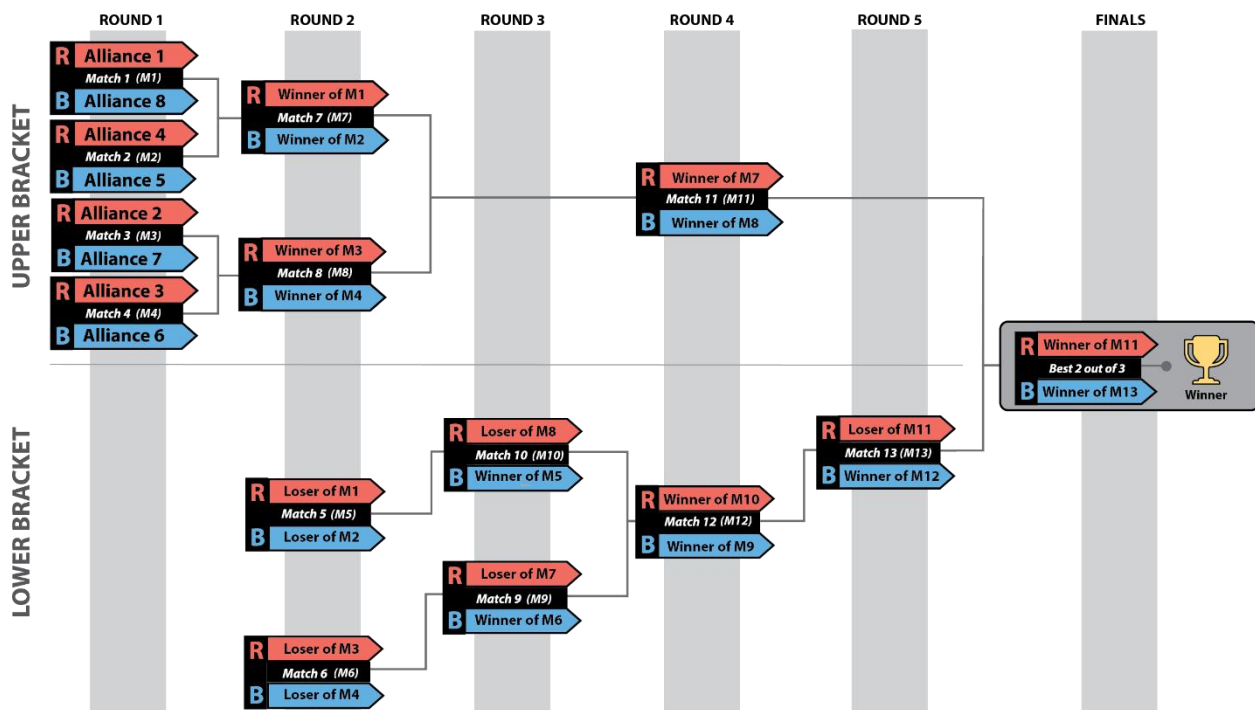 ROUND 1
ROUND 2
ROUND 3
ROUND 4
ROUND 5
FINALS
UPPER BRACKET
R Alliance 1
Match 1 (M1)
B Alliance 8
R Alliance 4
Match 2 (M2)
B Alliance 5
R Alliance 2
Match 3 (M3)
B Alliance 7
R Alliance 3
Match 4 (M4)
B Alliance 6
R Winner of M1
Match 7 (M7)
B Winner of M2
R Winner of M3
Match 8 (M8)
B Winner of M4
R Winner of M7
Match 11 (M11)
B Winner of M8
R Winner of M11
Best 2 out of 3
B Winner of M13
Winner
LOWER BRACKET
R Loser of M1
Match 5 (M5)
B Loser of M2
R Loser of M3
Match 6 (M6)
B Loser of M4
R Loser of M8
Match 10 (M10)
B Winner of M5
R Loser of M7
Match 9 (M9)
B Winner of M6
R Winner of M10
Match 12 (M12)
B Winner of M9
R Loser of M11
Match 13 (M13)
B Winner of M12